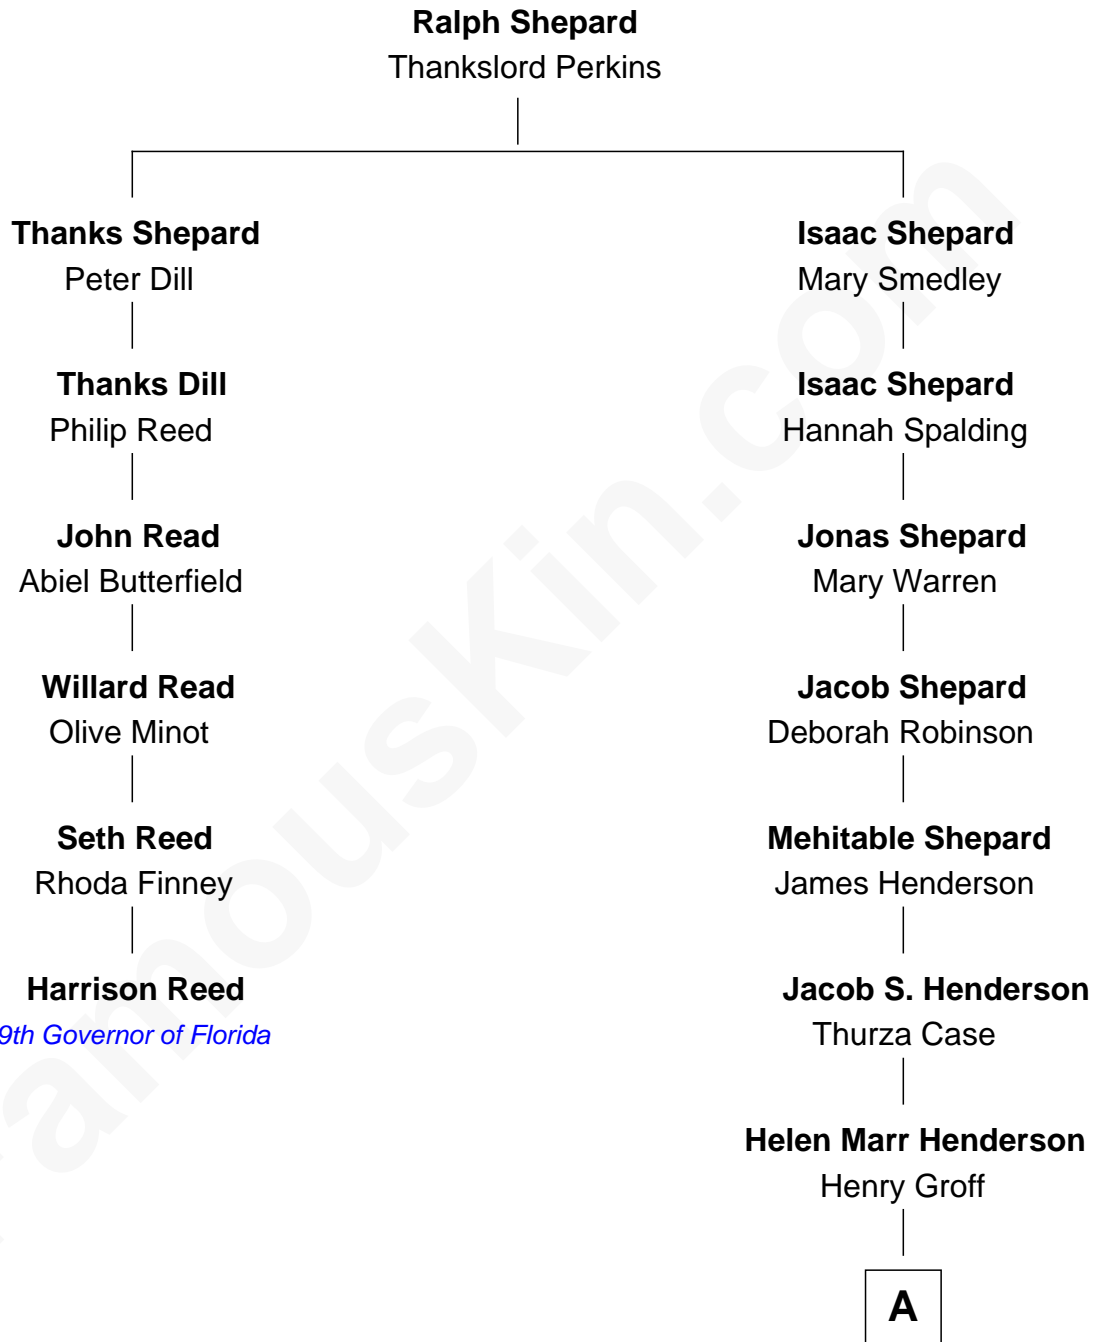 Ralph Shepard
Thankslord Perkins
Thanks Shepard
Peter Dill
Isaac Shepard
Mary Smedley
Thanks Dill
Philip Reed
Isaac Shepard
Hannah Spalding
John Read
Abiel Butterfield
Jonas Shepard
Mary Warren
Willard Read
Olive Minot
Jacob Shepard
Deborah Robinson
Seth Reed
Rhoda Finney
Mehitable Shepard
James Henderson
Harrison Reed
9th Governor of Florida
Jacob S. Henderson
Thurza Case
Helen Marr Henderson
Henry Groff
A
amousKin.com